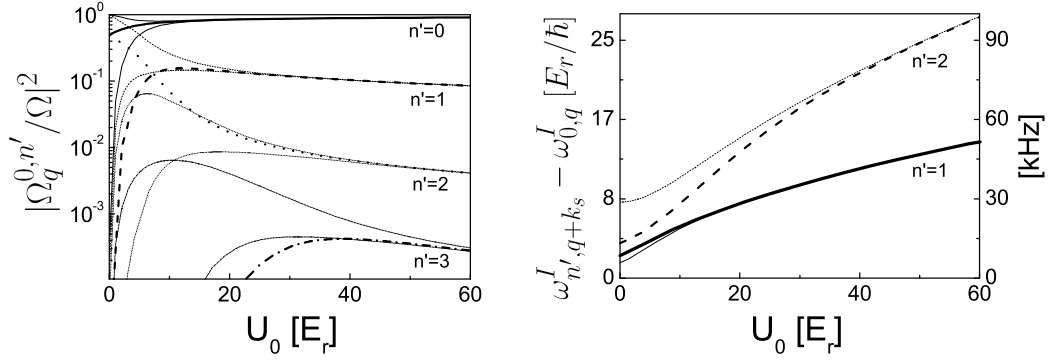 |Ω_q^{0,n'}/Ω|^2
10^0
10^-1
10^-2
10^-3
n'=0
n'=1
n'=2
n'=3
0 20 40 60
U_0 [E_r]
ω^I_{n',q+k_s} − ω^I_{0,q} [E_r/ħ]
25
17
8
0
n'=2
n'=1
90
60
30
0
[kHz]
0 20 40 60
U_0 [E_r]